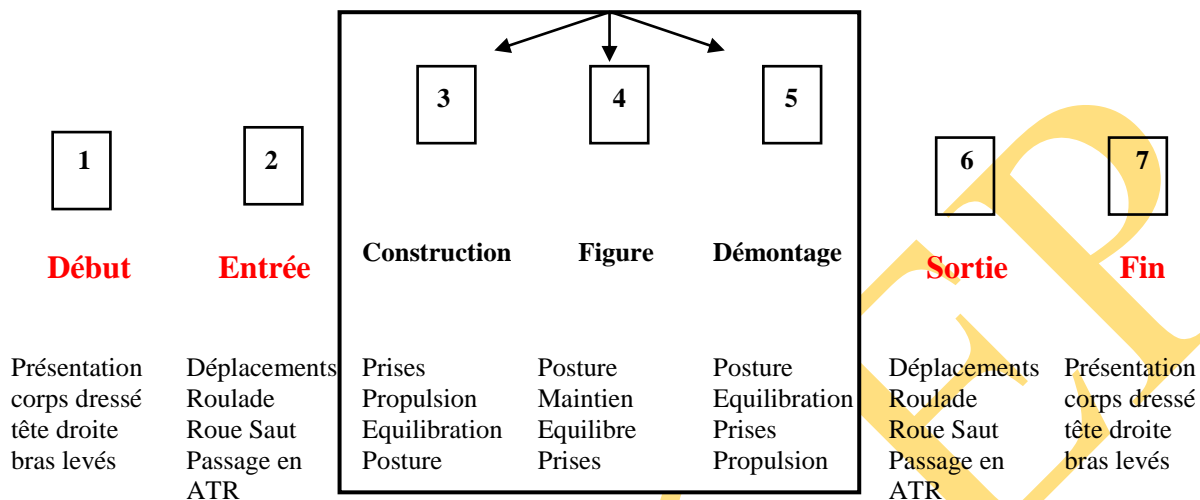 3 4 5
1 2 6 7
Construction Figure Démontage
Début Entrée Sortie Fin
Présentation
corps dressé
tête droite
bras levés
Déplacements
Roulade
Roue Saut
Passage en
ATR
Prises
Propulsion
Equilibration
Posture
Posture
Maintien
Equilibre
Prises
Posture
Equilibration
Prises
Propulsion
Déplacements
Roulade
Roue Saut
Passage en
ATR
Présentation
corps dressé
tête droite
bras levés